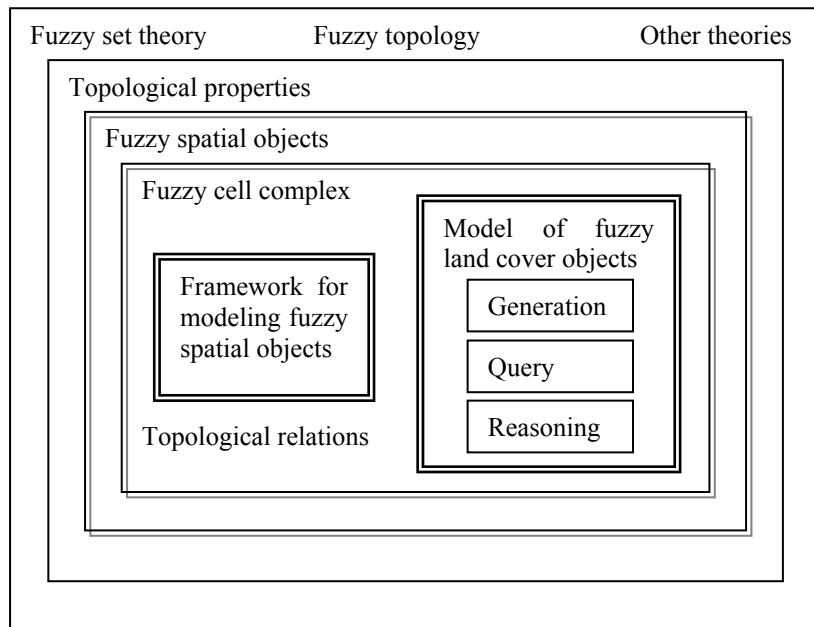 Fuzzy set theory Fuzzy topology Other theories
Topological properties
Fuzzy spatial objects
Fuzzy cell complex
Framework for
modeling fuzzy
spatial objects
Topological relations
Model of fuzzy
land cover objects
Generation
Query
Reasoning